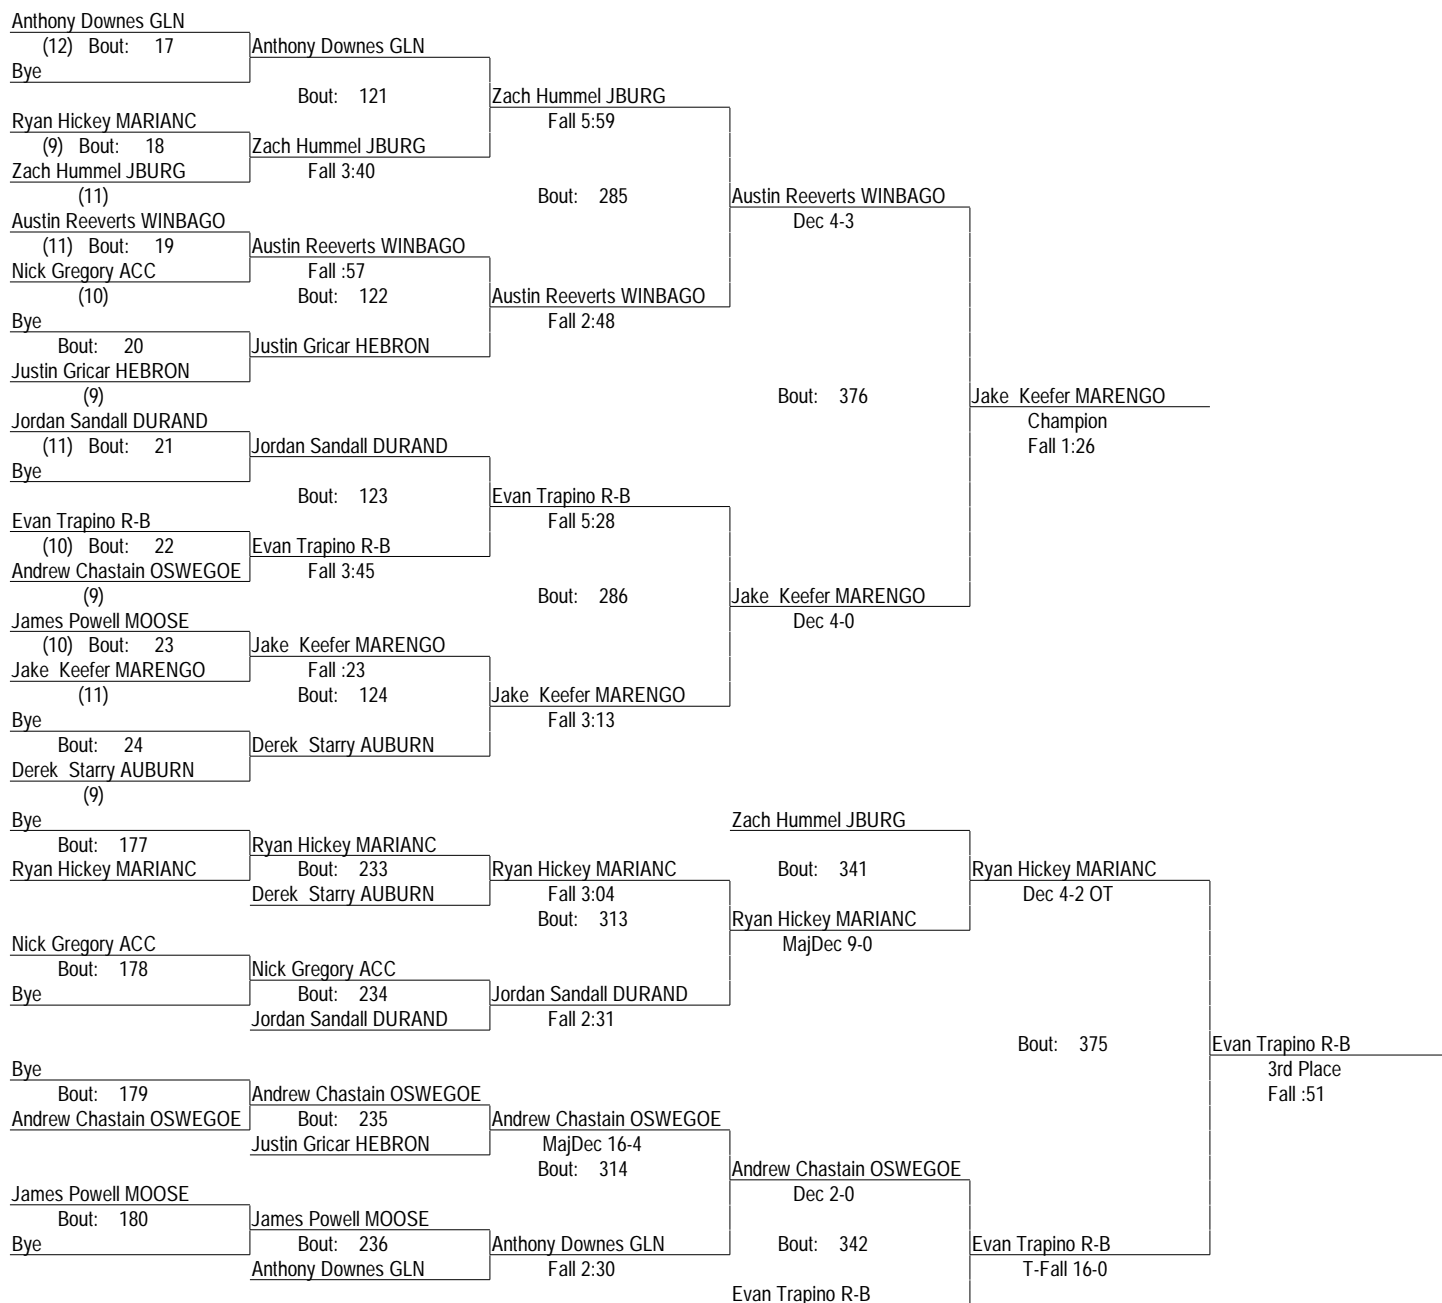 Anthony Downes GLN
(12) Bout: 17 Anthony Downes GLN
Bye
Bout: 121 Zach Hummel JBURG
Ryan Hickey MARIANC Fall 5:59
(9) Bout: 18 Zach Hummel JBURG
Zach Hummel JBURG Fall 3:40
(11) Bout: 285 Austin Reeverts WINBAGO
Austin Reeverts WINBAGO Dec 4-3
(11) Bout: 19 Austin Reeverts WINBAGO
Nick Gregory ACC Fall :57
(10) Bout: 122 Austin Reeverts WINBAGO
Bye Fall 2:48
Bout: 20 Justin Gricar HEBRON
Justin Gricar HEBRON
(9) Bout: 376 Jake Keefer MARENGO
Jordan Sandall DURAND Champion
(11) Bout: 21 Jordan Sandall DURAND Fall 1:26
Bye
Bout: 123 Evan Trapino R-B
Evan Trapino R-B Fall 5:28
(10) Bout: 22 Evan Trapino R-B
Andrew Chastain OSWEGOE Fall 3:45
(9) Bout: 286 Jake Keefer MARENGO
James Powell MOOSE Dec 4-0
(10) Bout: 23 Jake Keefer MARENGO
Jake Keefer MARENGO Fall :23
(11) Bout: 124 Jake Keefer MARENGO
Bye Fall 3:13
Bout: 24 Derek Starry AUBURN
Derek Starry AUBURN
(9)
Bye Zach Hummel JBURG
Bout: 177 Ryan Hickey MARIANC
Ryan Hickey MARIANC Bout: 233 Ryan Hickey MARIANC Bout: 341 Ryan Hickey MARIANC
Derek Starry AUBURN Fall 3:04 Dec 4-2 OT
Bout: 313 Ryan Hickey MARIANC
Nick Gregory ACC MajDec 9-0
Bout: 178 Nick Gregory ACC
Bye Bout: 234 Jordan Sandall DURAND
Jordan Sandall DURAND Fall 2:31
Bout: 375 Evan Trapino R-B
Bye 3rd Place
Bout: 179 Andrew Chastain OSWEGOE Fall :51
Andrew Chastain OSWEGOE Bout: 235 Andrew Chastain OSWEGOE
Justin Gricar HEBRON MajDec 16-4
Bout: 314 Andrew Chastain OSWEGOE
James Powell MOOSE Dec 2-0
Bout: 180 James Powell MOOSE
Bye Bout: 236 Anthony Downes GLN Bout: 342 Evan Trapino R-B
Anthony Downes GLN Fall 2:30 T-Fall 16-0
Evan Trapino R-B